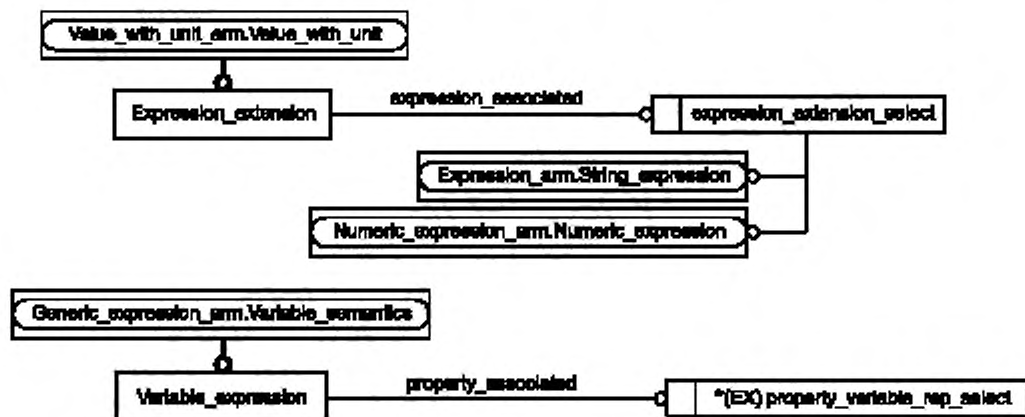 Value_with_unit_arm.Value_with_unit
Expression_extension
expression_associated
expression_extension_select
Expression_arm.String_expression
Numeric_expression_arm.Numeric_expression
Generic_expression_arm.Variable_semantics
Variable_expression
property_associated
*(EX) property_variable_rep_select